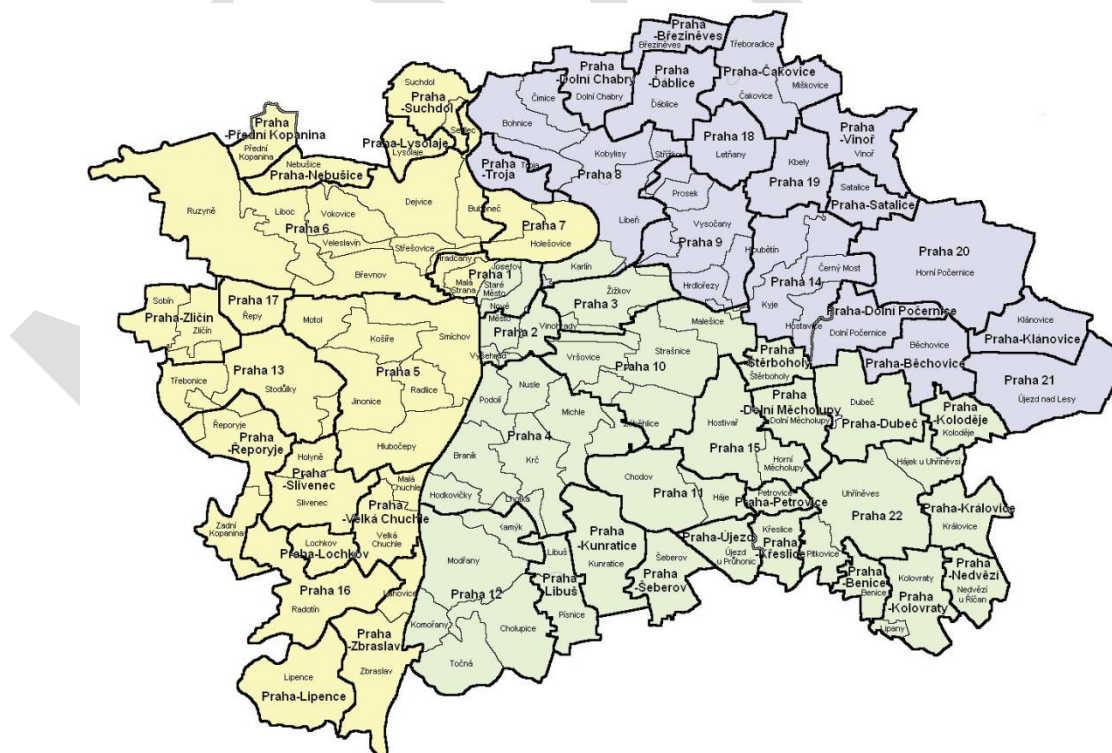 Praha
-Březiněves
Březiněves
Třeboradice
Praha
-Dolní Chabry
Dolní Chabry
Praha
-Ďáblice
Ďáblice
Praha-Čakovice
Čakovice
Miškovice
Suchdol
Praha
-Suchdol
Sedlec
Čimice
Bohnice
Praha
-Přední Kopanina
Přední
Kopanina
Praha-Lysolaje
Lysolaje
Nebušice
Praha-Nebušice
Praha
-Troja
Troja
Kobylisy
Praha 8
Střížkov
Libeň
Praha 18
Letňany
Praha
-Vinoř
Vinoř
Kbely
Praha 19
Satalice
Praha-Satalice
Prosek
Vysočany
Praha 9
Hrdlořezy
Houbětín
Praha 20
Horní Počernice
Ruzyně
Liboc
Praha 6
Vokovice
Veleslavín
Dejvice
Střešovice
Břevnov
Bubeneč
Praha 7
Holešovice
Hradčany
Praha 1
Josefov
Malá
Strana
Staré
Město
Nové
Město
Karlín
Praha 3
Žižkov
Praha 2
Vinohrady
Vyšehrad
Praha 14
Černý Most
Kyje
Hostavice
Praha-Dolní Počernice
Dolní Počernice
Klánovice
Praha-Klánovice
Běchovice
Praha-Běchovice
Praha 21
Újezd nad Lesy
Sobín
Praha-Zličín
Zličín
Praha 17
Řepy
Motol
Košíře
Smíchov
Praha 5
Radlice
Jinonice
Hlubočepy
Praha 13
Třebonice
Stodůlky
Řeporyje
Praha
-Řeporyje
Malešice
Strašnice
Vršovice
Praha 10
Záběhlice
Praha
-Štěrboholy
Štěrboholy
Podolí
Nusle
Michle
Praha 4
Braník
Krč
Hodkovičky
Lhotka
Praha
-Dolní Měcholupy
Dolní Měcholupy
Hostivař
Praha 15
Horní
Měcholupy
Dubeč
Praha-Dubeč
Praha
-Koloděje
Koloděje
Holyně
Praha
-Slivenec
Slivenec
Malá
Chuchle
Praha
-Velká Chuchle
Velká
Chuchle
Zadní
Kopanina
Lochkov
Praha-Lochkov
Chodov
Praha 11
Háje
Petrovice
Praha-Petrovice
Hájek u Uhříněvsi
Uhříněves
Praha 22
Praha-Královice
Královice
Kamýk
Modřany
Praha 12
Komořany
Cholupice
Točná
Libuš
Praha
-Libuš
Písnice
Praha
-Kunratice
Kunratice
Šeberov
Praha
-Šeberov
Praha-Újezd
Újezd
u Průhonic
Křeslice
Praha
-Křeslice
Pitkovice
Praha
-Benice
Benice
Kolovraty
Praha
-Kolovraty
Lipany
Praha
-Nedvězí
Nedvězí
u Říčan
Praha 16
Radotín
Lahovice
Praha
-Zbraslav
Zbraslav
Lipence
Praha-Lipence